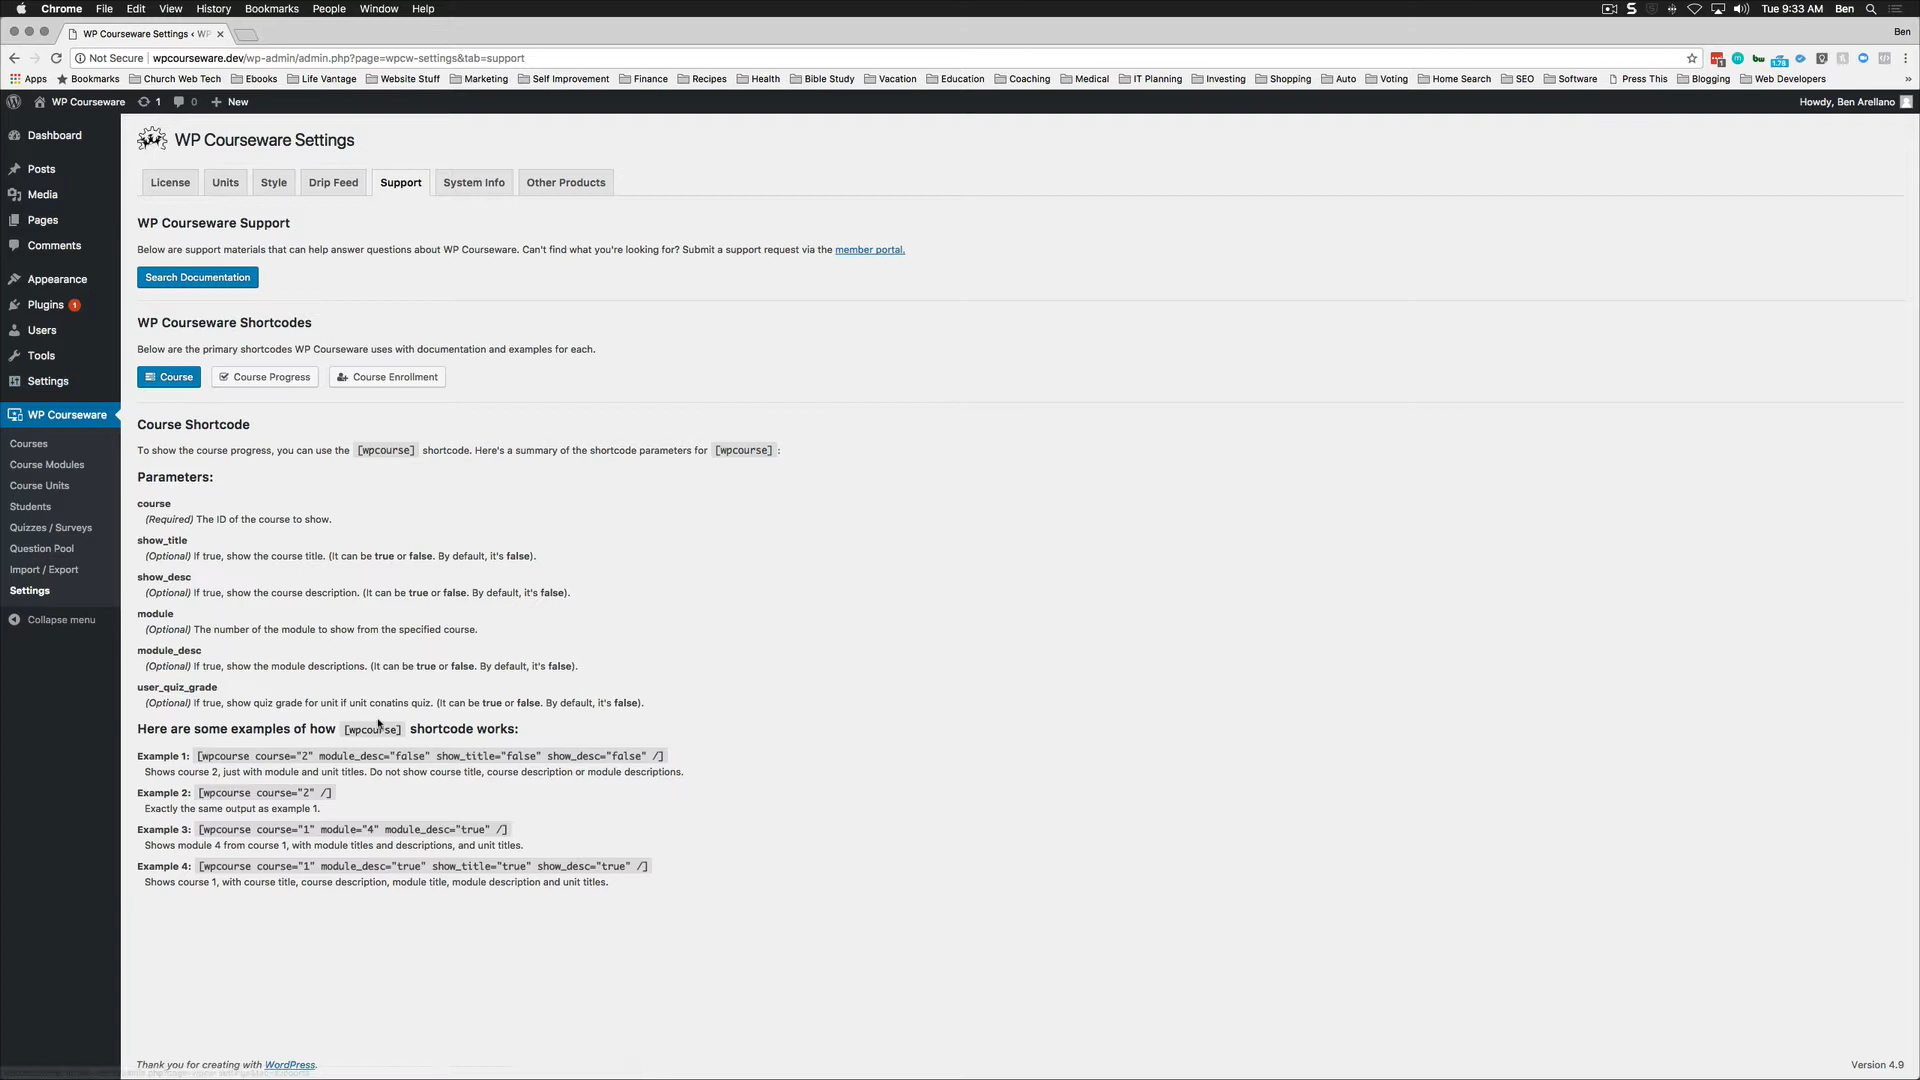 Chrome File Edit View History Bookmarks People Window Help Tue 9:33 AM Ben
WP Courseware Settings ‹ WP Ben
Not Secure wpcourseware.dev/wp-admin/admin.php?page=wpcw-settings&tab=support
Apps Bookmarks Church Web Tech Ebooks Life Vantage Website Stuff Marketing Self Improvement Finance Recipes Health Bible Study Vacation Education Coaching Medical IT Planning Investing Shopping Auto Voting Home Search SEO Software Press This Blogging Web Developers »
WP Courseware 1 0 + New Howdy, Ben Arellano
Dashboard
Posts
Media
Pages
Comments
Appearance
Plugins 1
Users
Tools
Settings
WP Courseware
Courses
Course Modules
Course Units
Students
Quizzes / Surveys
Question Pool
Import / Export
Settings
Collapse menu
WP Courseware Settings
License Units Style Drip Feed Support System Info Other Products
WP Courseware Support
Below are support materials that can help answer questions about WP Courseware. Can't find what you're looking for? Submit a support request via the member portal.
Search Documentation
WP Courseware Shortcodes
Below are the primary shortcodes WP Courseware uses with documentation and examples for each.
Course Course Progress Course Enrollment
Course Shortcode
To show the course progress, you can use the [wpcourse] shortcode. Here's a summary of the shortcode parameters for [wpcourse] :
Parameters:
course
(Required) The ID of the course to show.
show_title
(Optional) If true, show the course title. (It can be true or false. By default, it's false).
show_desc
(Optional) If true, show the course description. (It can be true or false. By default, it's false).
module
(Optional) The number of the module to show from the specified course.
module_desc
(Optional) If true, show the module descriptions. (It can be true or false. By default, it's false).
user_quiz_grade
(Optional) If true, show quiz grade for unit if unit conatins quiz. (It can be true or false. By default, it's false).
Here are some examples of how [wpcourse] shortcode works:
Example 1: [wpcourse course="2" module_desc="false" show_title="false" show_desc="false" /]
Shows course 2, just with module and unit titles. Do not show course title, course description or module descriptions.
Example 2: [wpcourse course="2" /]
Exactly the same output as example 1.
Example 3: [wpcourse course="1" module="4" module_desc="true" /]
Shows module 4 from course 1, with module titles and descriptions, and unit titles.
Example 4: [wpcourse course="1" module_desc="true" show_title="true" show_desc="true" /]
Shows course 1, with course title, course description, module title, module description and unit titles.
Thank you for creating with WordPress. Version 4.9